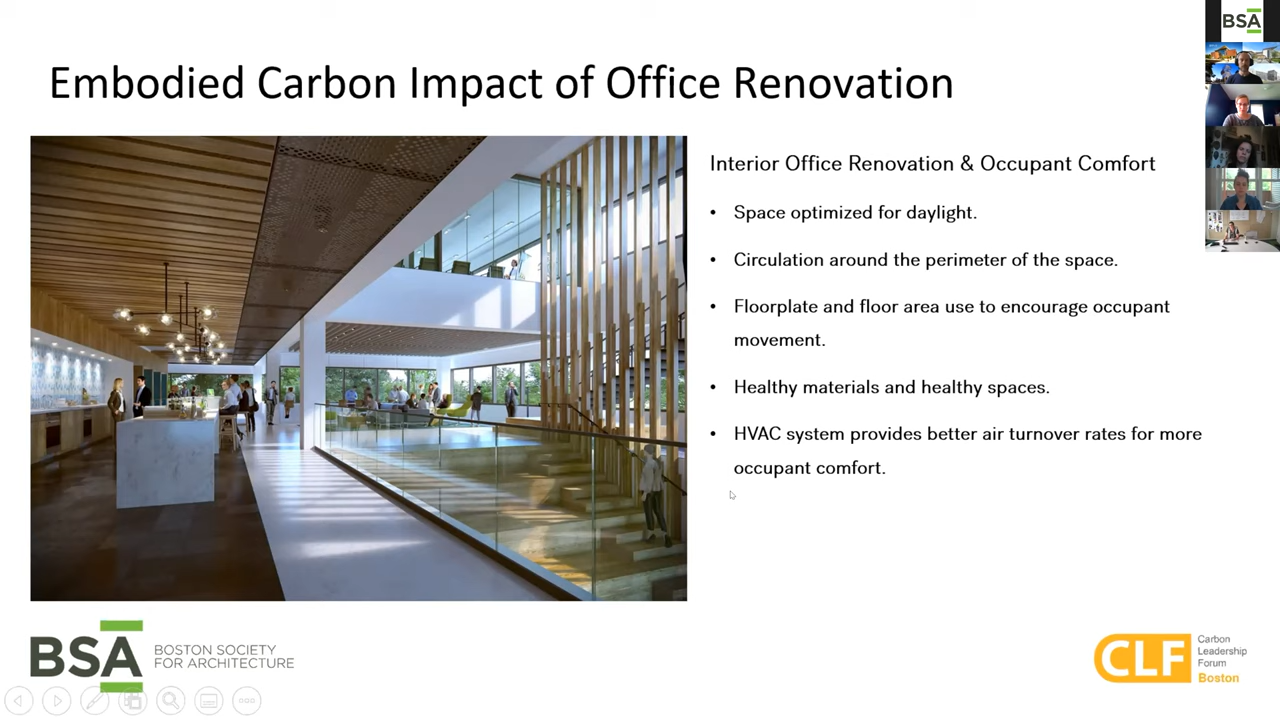 BSA
Embodied Carbon Impact of Office Renovation
Interior Office Renovation & Occupant Comfort
• Space optimized for daylight.
• Circulation around the perimeter of the space.
• Floorplate and floor area use to encourage occupant
movement.
• Healthy materials and healthy spaces.
• HVAC system provides better air turnover rates for more
occupant comfort.
BSA
BOSTON SOCIETY
FOR ARCHITECTURE
CLF
Carbon
Leadership
Forum
Boston